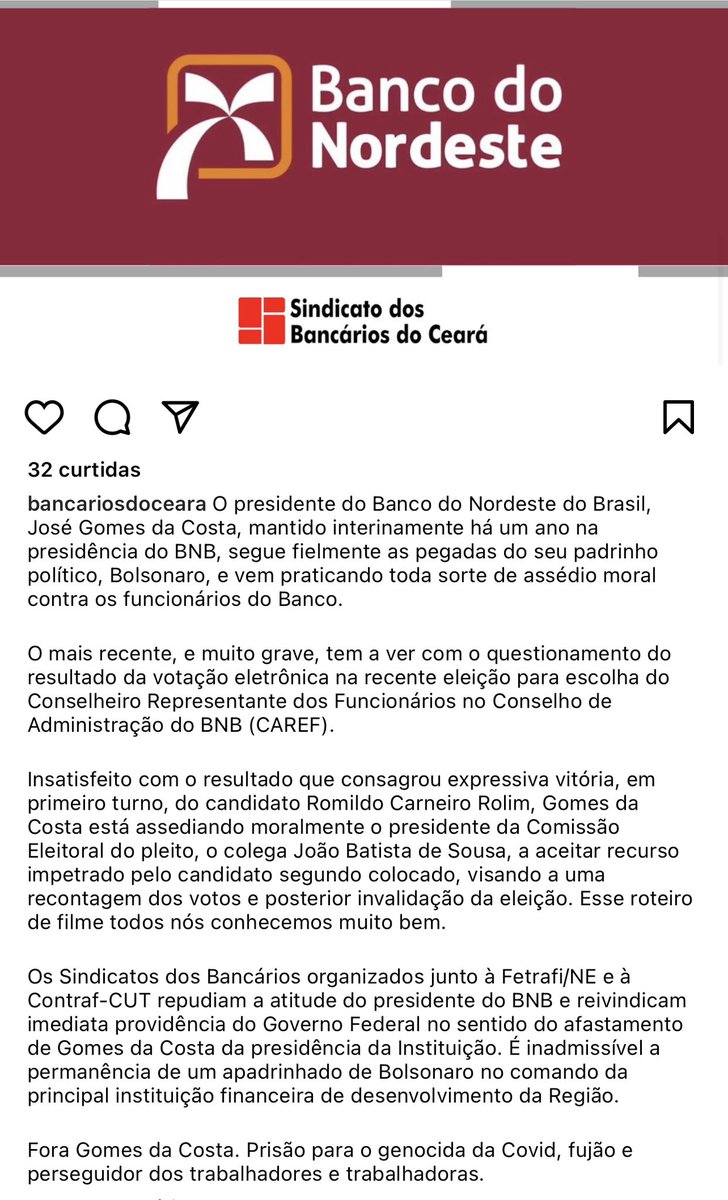 Banco do
Nordeste
Sindicato dos
Bancários do Ceará
32 curtidas
bancariosdoceara O presidente do Banco do Nordeste do Brasil,
José Gomes da Costa, mantido interinamente há um ano na
presidência do BNB, segue fielmente as pegadas do seu padrinho
político, Bolsonaro, e vem praticando toda sorte de assédio moral
contra os funcionários do Banco.
O mais recente, e muito grave, tem a ver com o questionamento do
resultado da votação eletrônica na recente eleição para escolha do
Conselheiro Representante dos Funcionários no Conselho de
Administração do BNB (CAREF).
Insatisfeito com o resultado que consagrou expressiva vitória, em
primeiro turno, do candidato Romildo Carneiro Rolim, Gomes da
Costa está assediando moralmente o presidente da Comissão
Eleitoral do pleito, o colega João Batista de Sousa, a aceitar recurso
impetrado pelo candidato segundo colocado, visando a uma
recontagem dos votos e posterior invalidação da eleição. Esse roteiro
de filme todos nós conhecemos muito bem.
Os Sindicatos dos Bancários organizados junto à Fetrafi/NE e à
Contraf-CUT repudiam a atitude do presidente do BNB e reivindicam
imediata providência do Governo Federal no sentido do afastamento
de Gomes da Costa da presidência da Instituição. É inadmissível a
permanência de um apadrinhado de Bolsonaro no comando da
principal instituição financeira de desenvolvimento da Região.
Fora Gomes da Costa. Prisão para o genocida da Covid, fujão e
perseguidor dos trabalhadores e trabalhadoras.